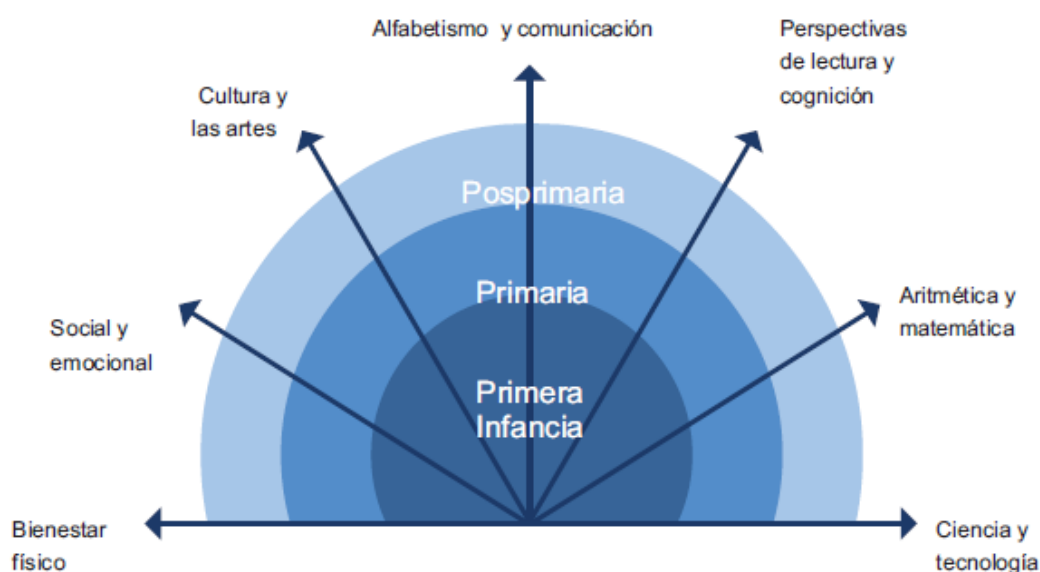 Alfabetismo y comunicación
Perspectivas
de lectura y
cognición
Cultura y
las artes
Posprimaria
Primaria
Aritmética y
matemática
Social y
emocional
Primera
Infancia
Bienestar
físico
Ciencia y
tecnología